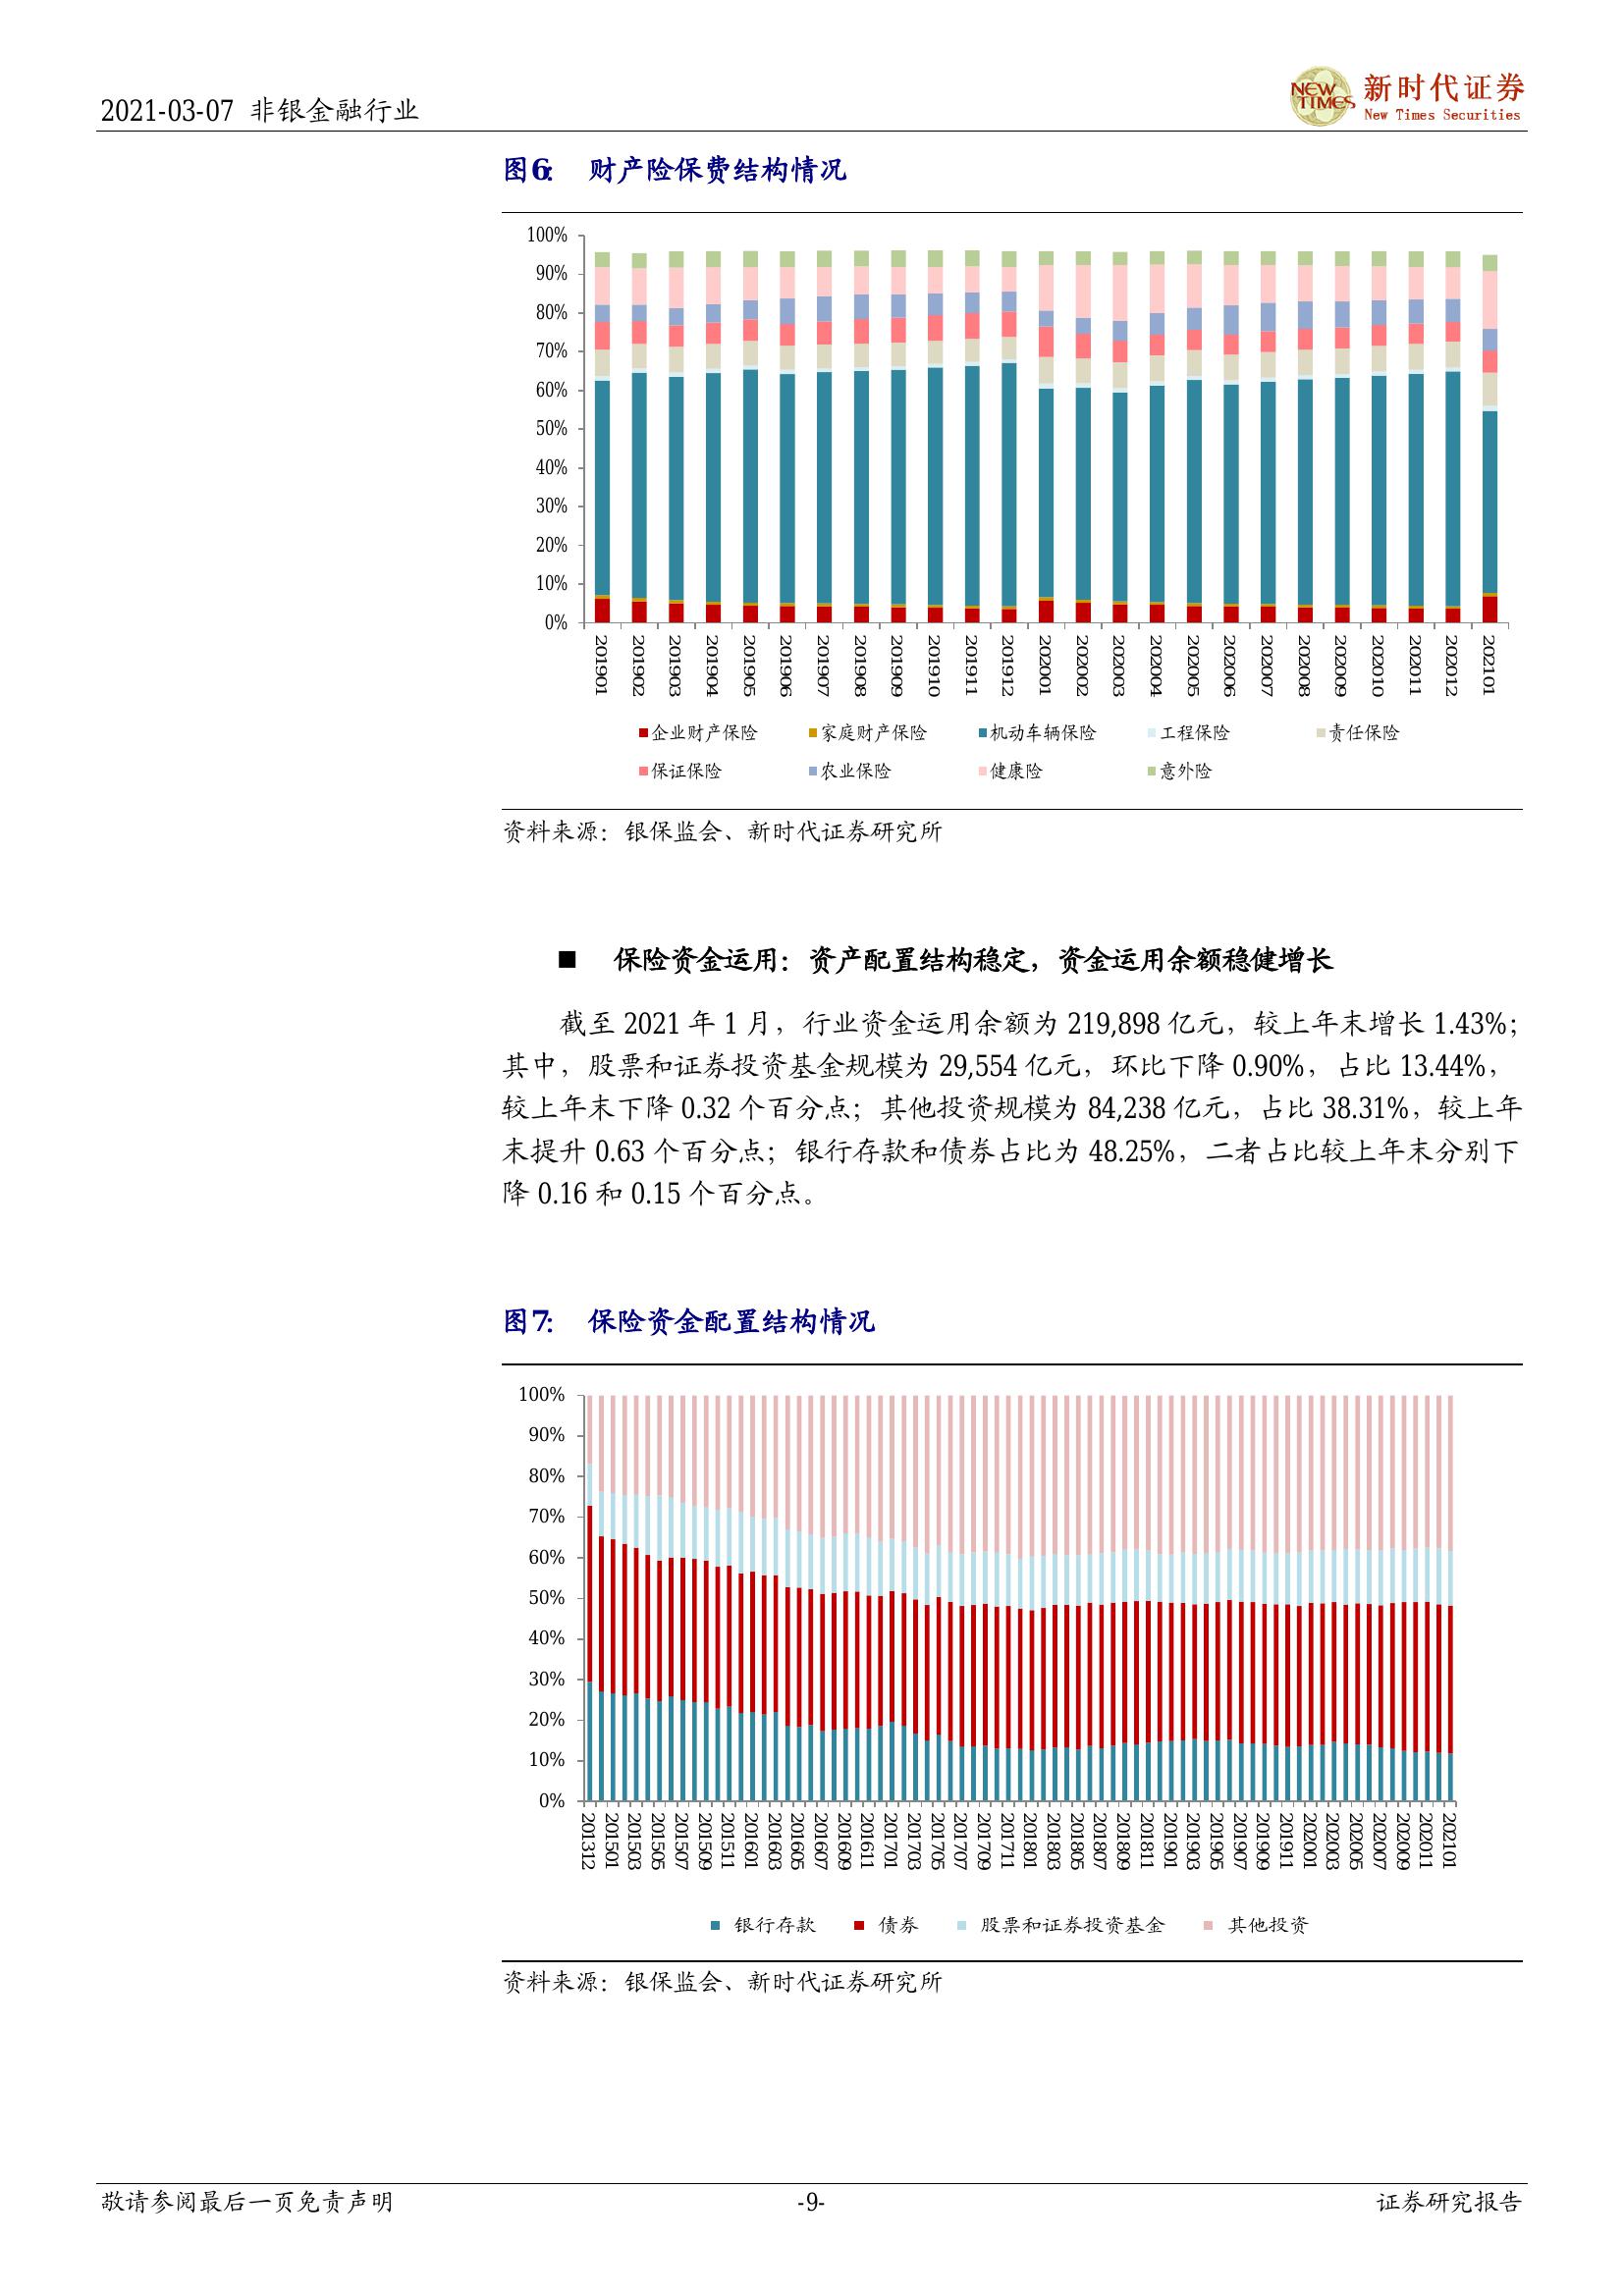 2021-03-07 非银金融行业
NEW TIMES
新时代证券
New Times Securities
图6: 财产险保费结构情况
100%
90%
80%
70%
60%
50%
40%
30%
20%
10%
0%
201901 201902 201903 201904 201905 201906 201907 201908 201909 201910 201911 201912 202001 202002 202003 202004 202005 202006 202007 202008 202009 202010 202011 202012 202101
企业财产保险 家庭财产保险 机动车辆保险 工程保险 责任保险
保证保险 农业保险 健康险 意外险
资料来源：银保监会、新时代证券研究所
■ 保险资金运用：资产配置结构稳定，资金运用余额稳健增长
截至 2021 年 1 月，行业资金运用余额为 219,898 亿元，较上年末增长 1.43%；
其中，股票和证券投资基金规模为 29,554 亿元，环比下降 0.90%，占比 13.44%，
较上年末下降 0.32 个百分点；其他投资规模为 84,238 亿元，占比 38.31%，较上年
末提升 0.63 个百分点；银行存款和债券占比为 48.25%，二者占比较上年末分别下
降 0.16 和 0.15 个百分点。
图7: 保险资金配置结构情况
100%
90%
80%
70%
60%
50%
40%
30%
20%
10%
0%
201312 201501 201503 201505 201507 201509 201511 201601 201603 201605 201607 201609 201611 201701 201703 201705 201707 201709 201711 201801 201803 201805 201807 201809 201811 201901 201903 201905 201907 201909 201911 202001 202003 202005 202007 202009 202011 202101
银行存款 债券 股票和证券投资基金 其他投资
资料来源：银保监会、新时代证券研究所
敬请参阅最后一页免责声明 -9- 证券研究报告